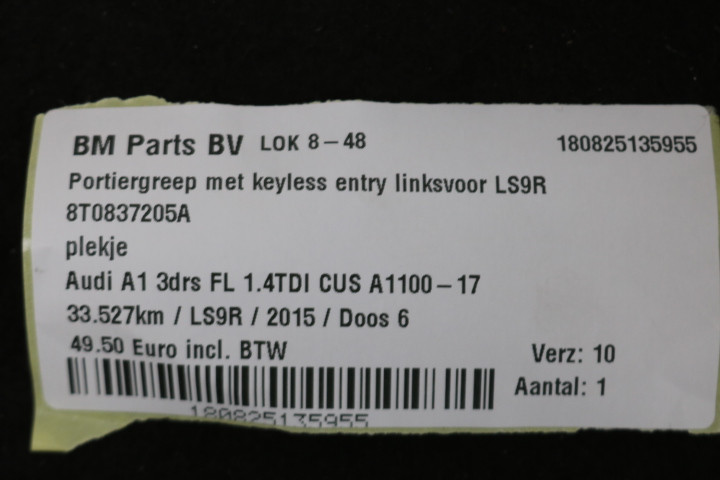 BM Parts BV LOK 8-48 180825135955
Portiergreep met keyless entry linksvoor LS9R
8T0837205A
plekje
Audi A1 3drs FL 1.4TDI CUS A1100-17
33.527km / LS9R / 2015 / Doos 6
49.50 Euro incl. BTW Verz: 10
Aantal: 1
180825135955